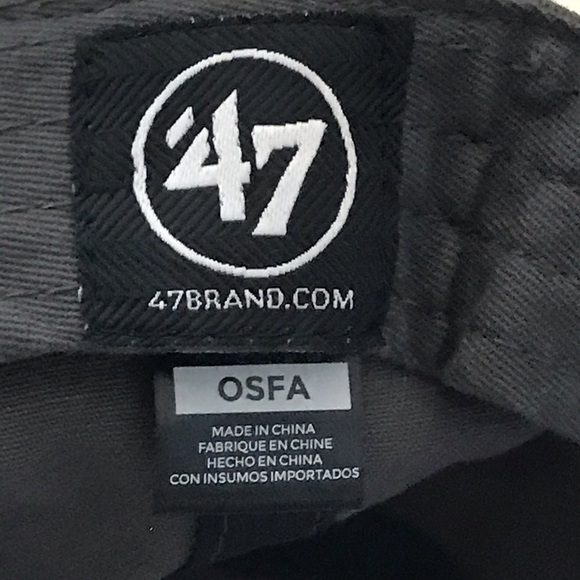 '47
47BRAND.COM
OSFA
MADE IN CHINA
FABRIQUE EN CHINE
HECHO EN CHINA
CON INSUMOS IMPORTADOS